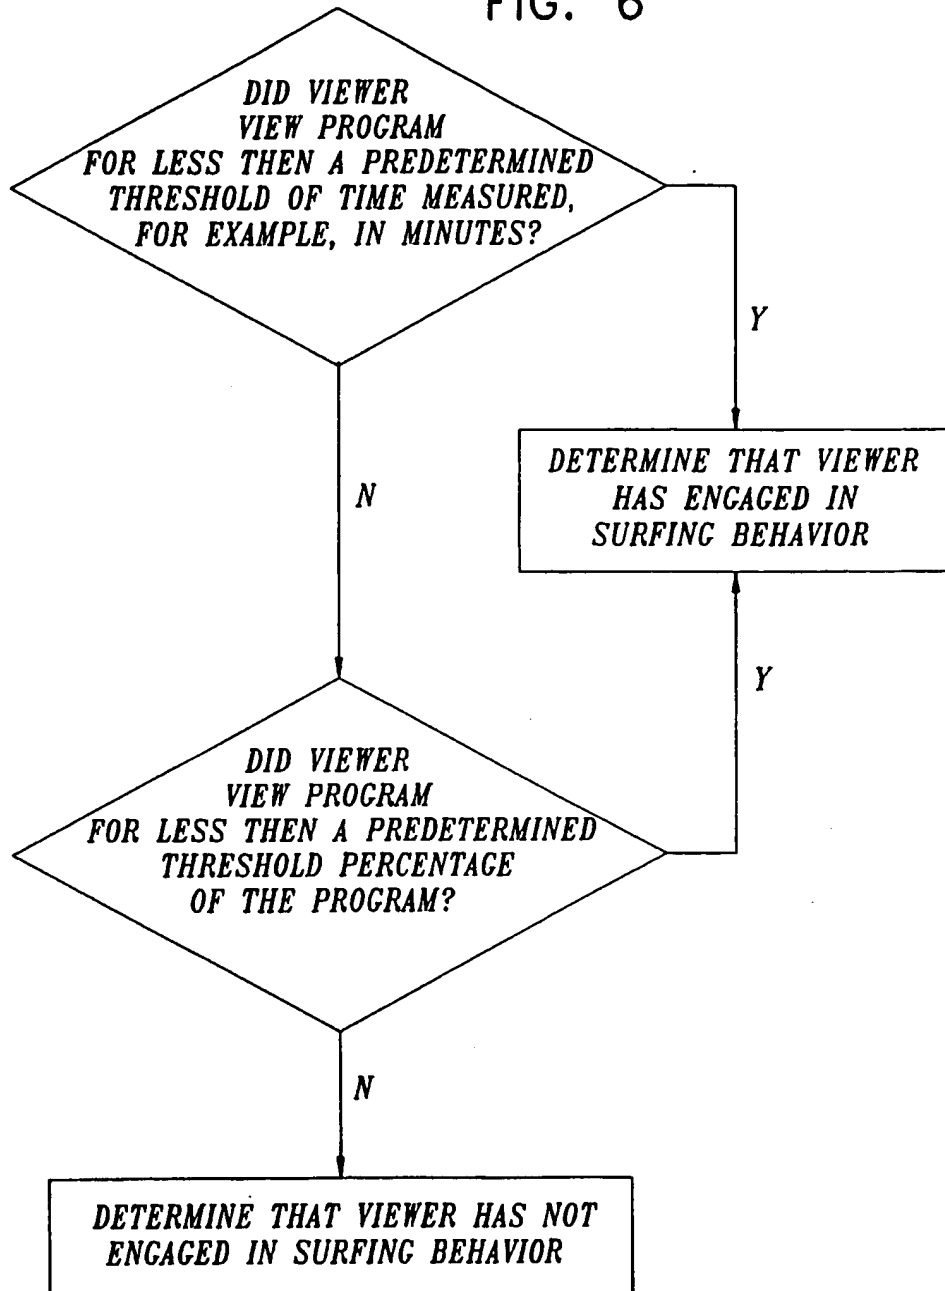 FIG. 6
DID VIEWER
VIEW PROGRAM
FOR LESS THEN A PREDETERMINED
THRESHOLD OF TIME MEASURED,
FOR EXAMPLE, IN MINUTES?
Y
DETERMINE THAT VIEWER
HAS ENGAGED IN
SURFING BEHAVIOR
N
Y
DID VIEWER
VIEW PROGRAM
FOR LESS THEN A PREDETERMINED
THRESHOLD PERCENTAGE
OF THE PROGRAM?
N
DETERMINE THAT VIEWER HAS NOT
ENGAGED IN SURFING BEHAVIOR